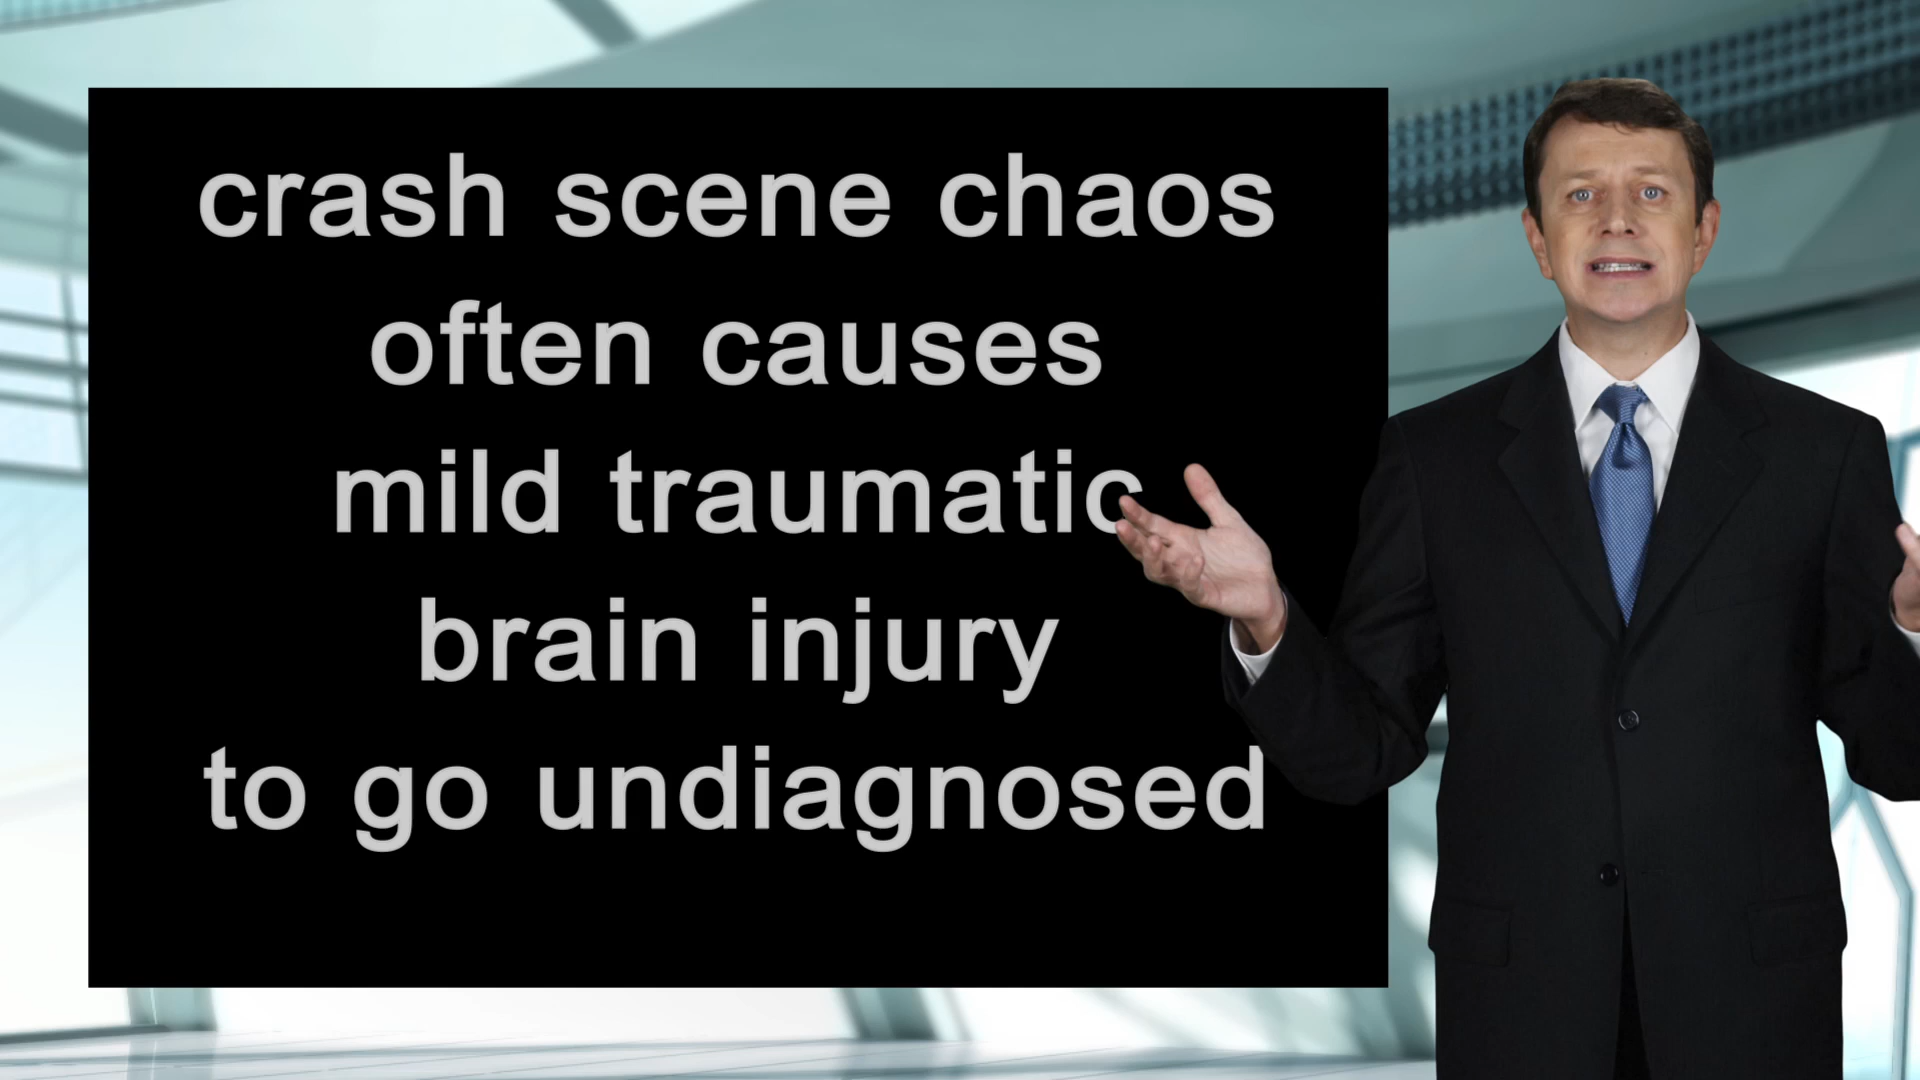 crash scene chaos
often causes
mild traumatic
brain injury
to go undiagnosed